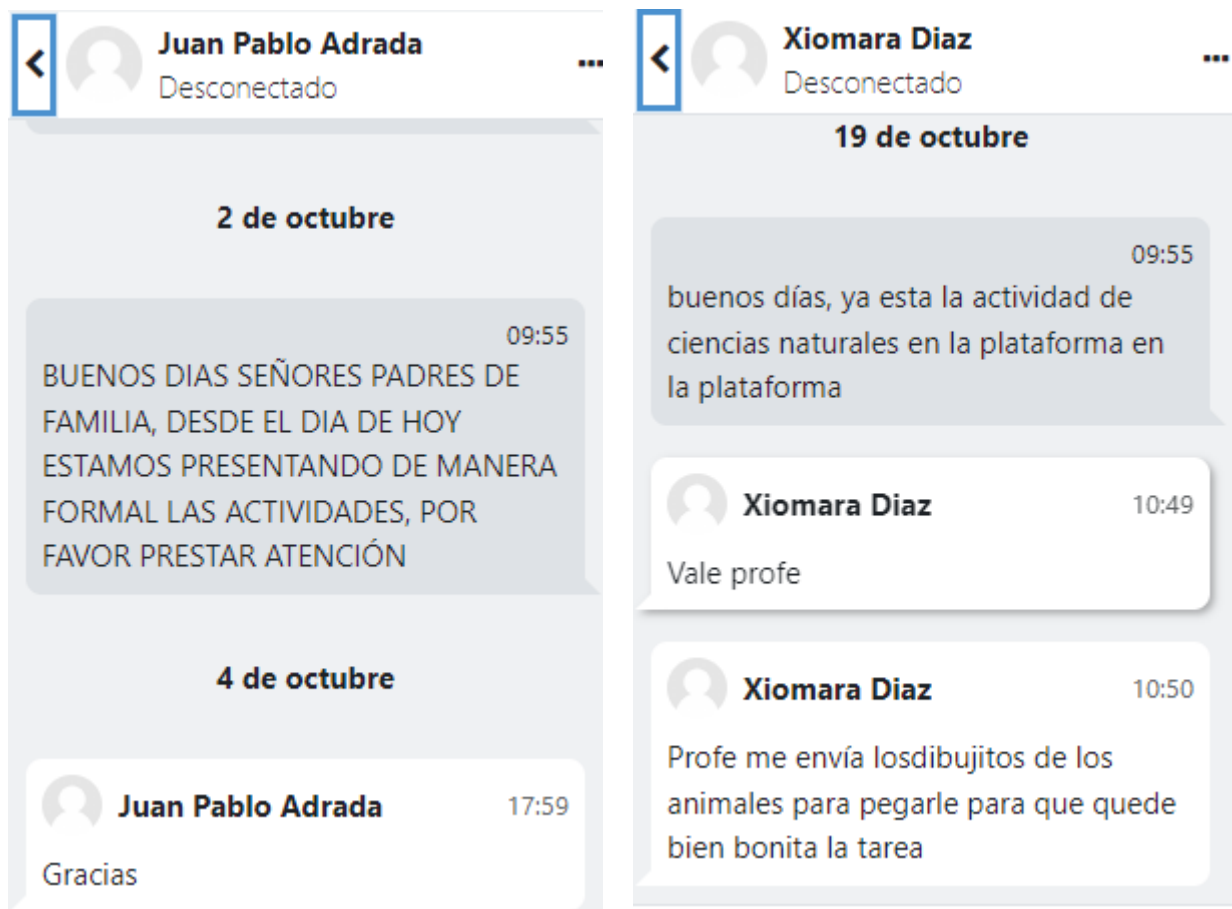 Juan Pablo Adrada
Desconectado
2 de octubre
09:55
BUENOS DIAS SEÑORES PADRES DE
FAMILIA, DESDE EL DIA DE HOY
ESTAMOS PRESENTANDO DE MANERA
FORMAL LAS ACTIVIDADES, POR
FAVOR PRESTAR ATENCIÓN
4 de octubre
Juan Pablo Adrada 17:59
Gracias
Xiomara Diaz
Desconectado
19 de octubre
09:55
buenos días, ya esta la actividad de
ciencias naturales en la plataforma en
la plataforma
Xiomara Diaz 10:49
Vale profe
Xiomara Diaz 10:50
Profe me envía losdibujitos de los
animales para pegarle para que quede
bien bonita la tarea